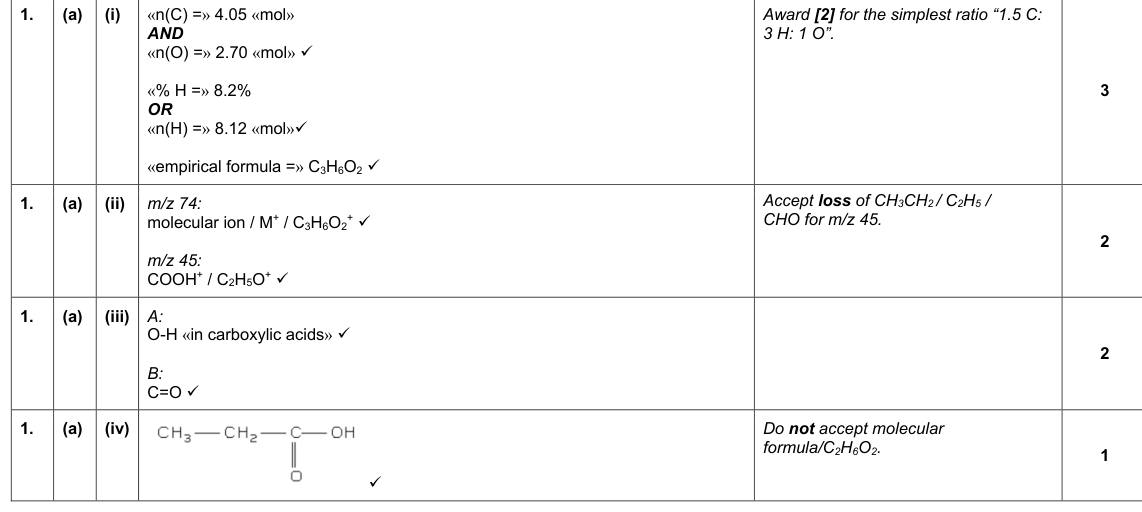 1. (a) (i) «n(C) =» 4.05 «mol» Award [2] for the simplest ratio “1.5 C:
AND 3 H: 1 O”.
«n(O) =» 2.70 «mol» ✓
«% H =» 8.2% 3
OR
«n(H) =» 8.12 «mol»✓
«empirical formula =» C₃H₆O₂ ✓
1. (a) (ii) m/z 74: Accept loss of CH₃CH₂ / C₂H₅ /
molecular ion / M⁺ / C₃H₆O₂⁺ ✓ CHO for m/z 45.
2
m/z 45:
COOH⁺ / C₂H₅O⁺ ✓
1. (a) (iii) A:
O-H «in carboxylic acids» ✓
2
B:
C=O ✓
1. (a) (iv) CH₃—CH₂—C—OH Do not accept molecular
formula/C₂H₆O₂.
1
O
✓